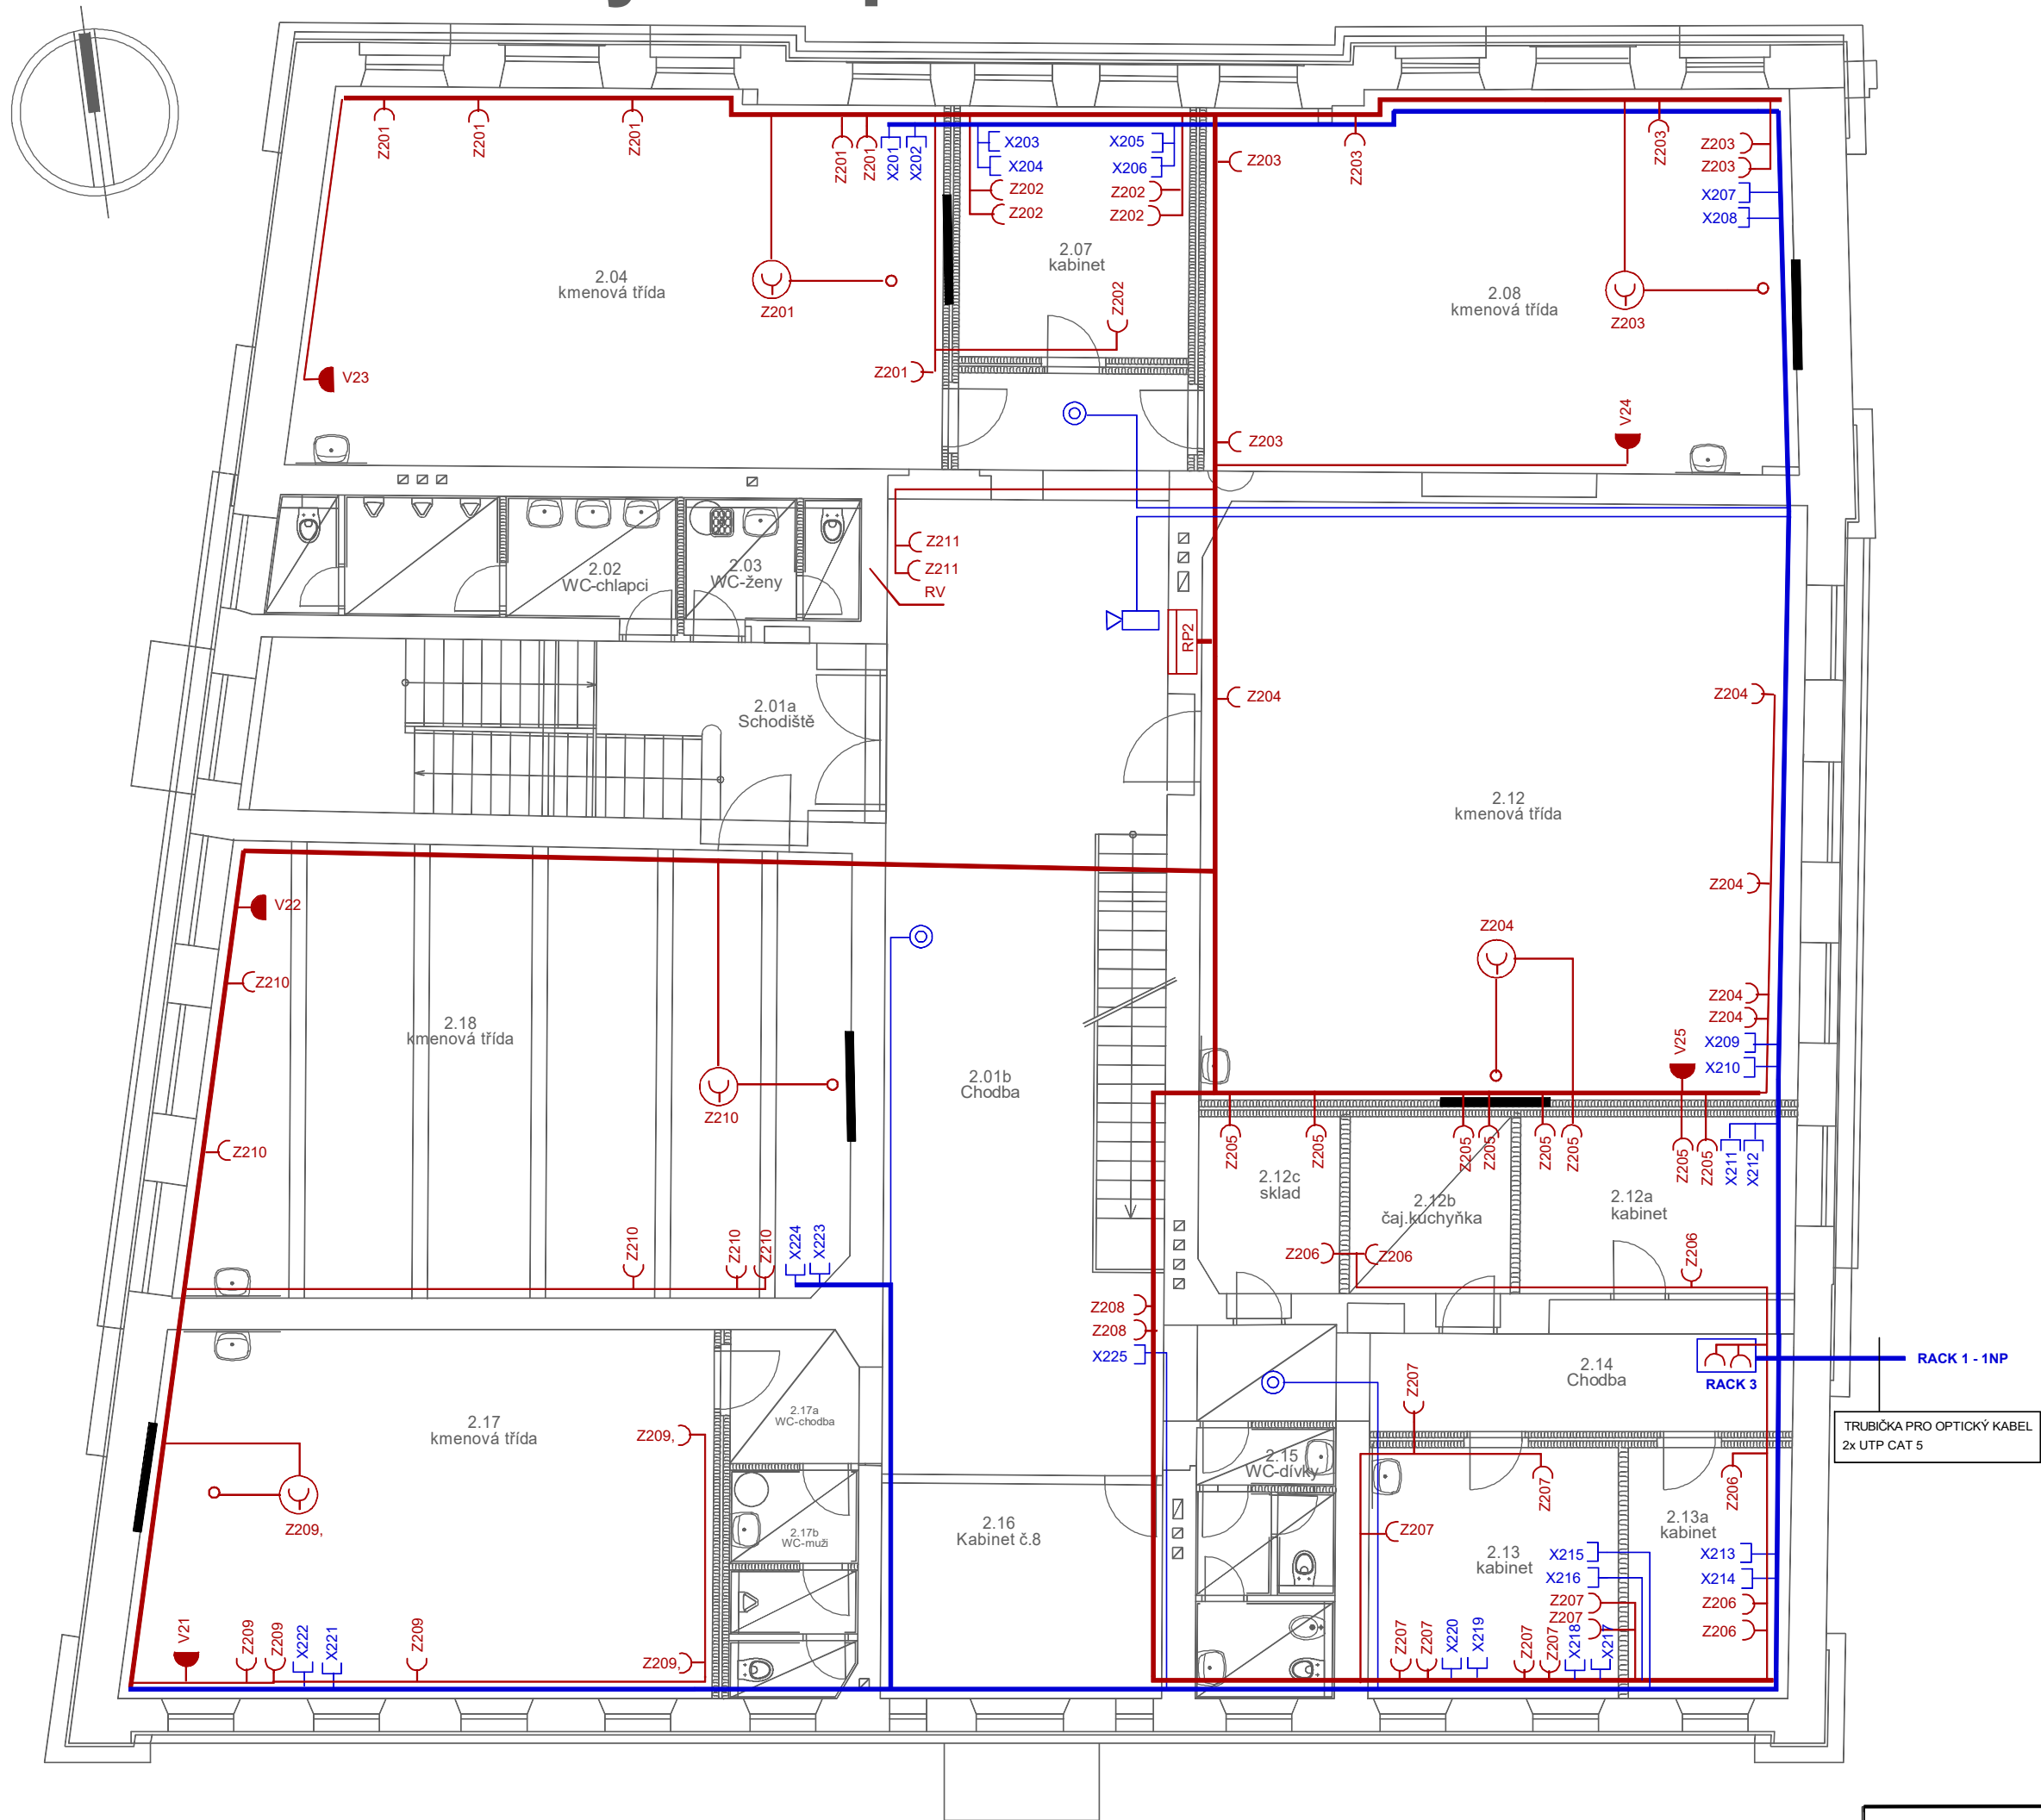 Z201
Z201
Z201
Z201
Z201
X201
X202
X203
X204
Z202
Z202
X205
X206
Z202
Z202
Z203
Z203
Z203
Z203
Z203
X207
X208
2.04
kmenová třída
Z201
2.07
kabinet
Z202
2.08
kmenová třída
Z203
V23
Z201
V24
Z203
Z211
Z211
RV
2.02
WC-chlapci
2.03
WC-ženy
RP2
2.01a
Schodiště
Z204
Z204
2.12
kmenová třída
V22
Z210
Z204
Z204
2.18
kmenová třída
Z204
Z204
V25
X209
X210
2.01b
Chodba
Z210
Z210
Z205
Z205
Z205
Z205
Z205
Z205
Z205
Z205
X211
X212
2.12c
sklad
2.12b
čaj.kuchyňka
2.12a
kabinet
Z210
Z210
Z210
X224
X223
Z206
Z206
Z206
Z208
Z208
X225
2.14
Chodba
RACK 1 - 1NP
RACK 3
Z207
TRUBIČKA PRO OPTICKÝ KABEL
2x UTP CAT 5
2.17
kmenová třída
Z209,
2.17a
WC-chodba
2.15
WC-dívky
Z207
Z206
Z209,
2.17b
WC-muži
2.16
Kabinet č.8
Z207
2.13
kabinet
2.13a
kabinet
X215
X216
Z207
Z207
X213
X214
Z206
Z206
V21
Z209
Z209
X222
X221
Z209
Z209,
Z207
Z207
X220
X219
Z207
Z207
X218
X217